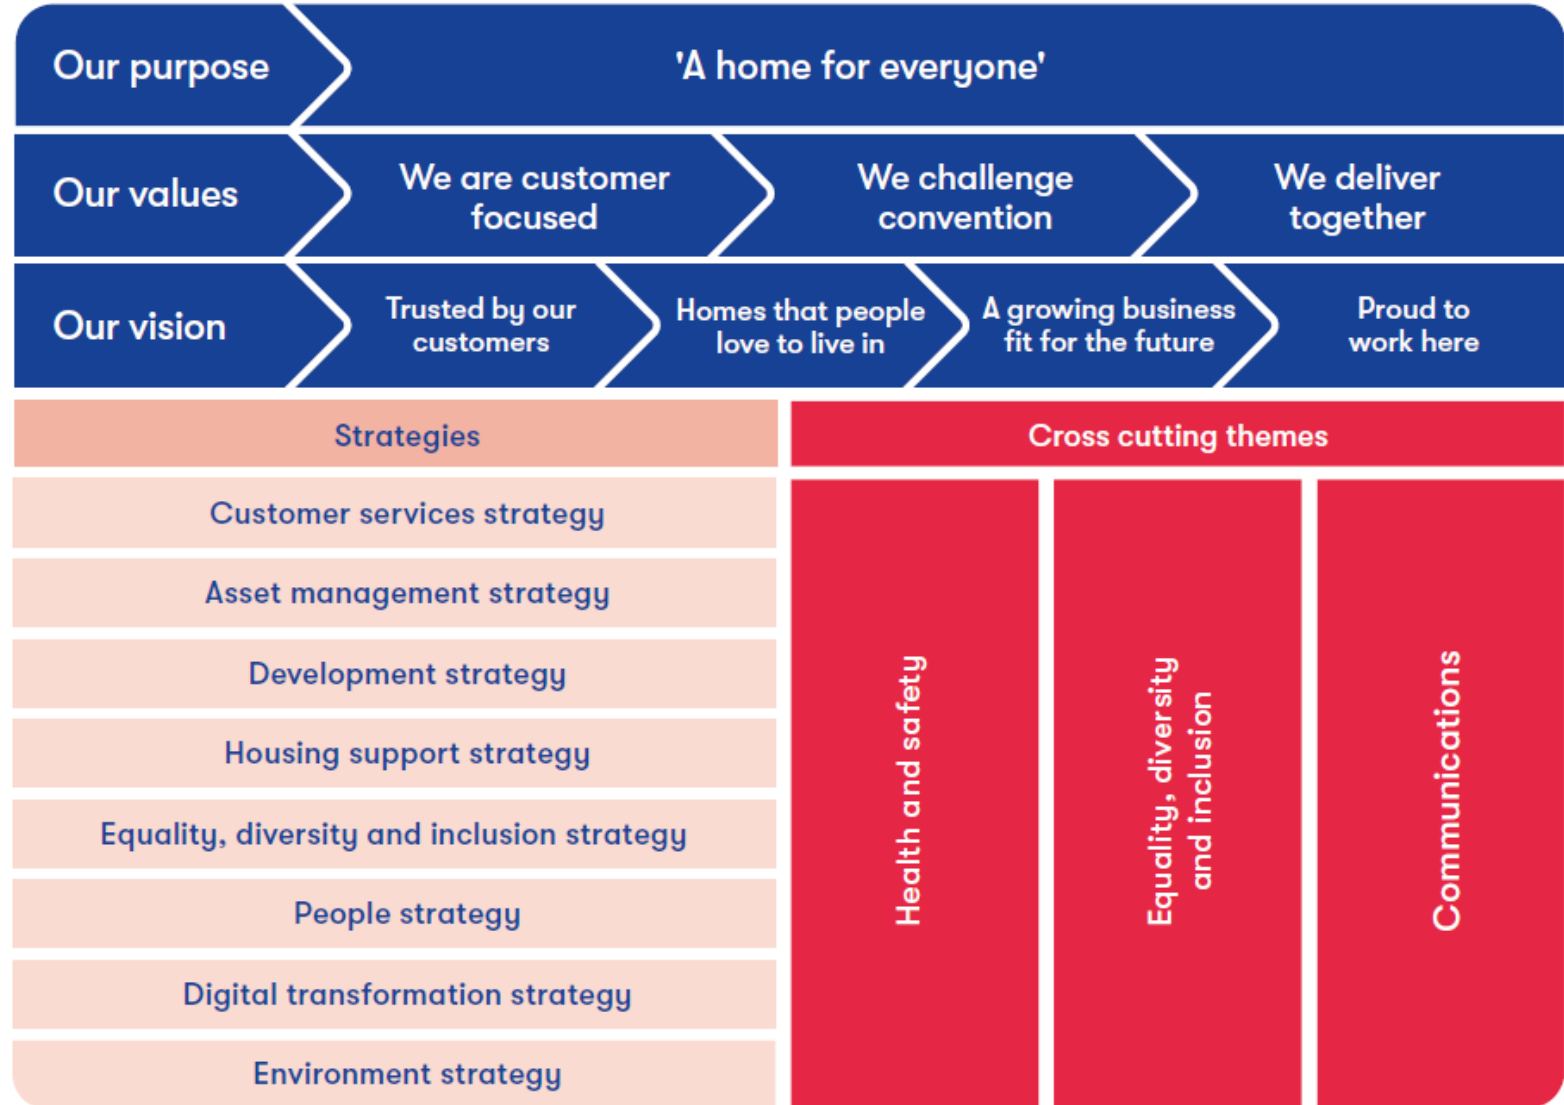 Our purpose
'A home for everyone'
Our values
We are customer
focused
We challenge
convention
We deliver
together
Our vision
Trusted by our
customers
Homes that people
love to live in
A growing business
fit for the future
Proud to
work here
Strategies
Customer services strategy
Asset management strategy
Development strategy
Housing support strategy
Equality, diversity and inclusion strategy
People strategy
Digital transformation strategy
Environment strategy
Cross cutting themes
Health and safety
Equality, diversity
and inclusion
Communications